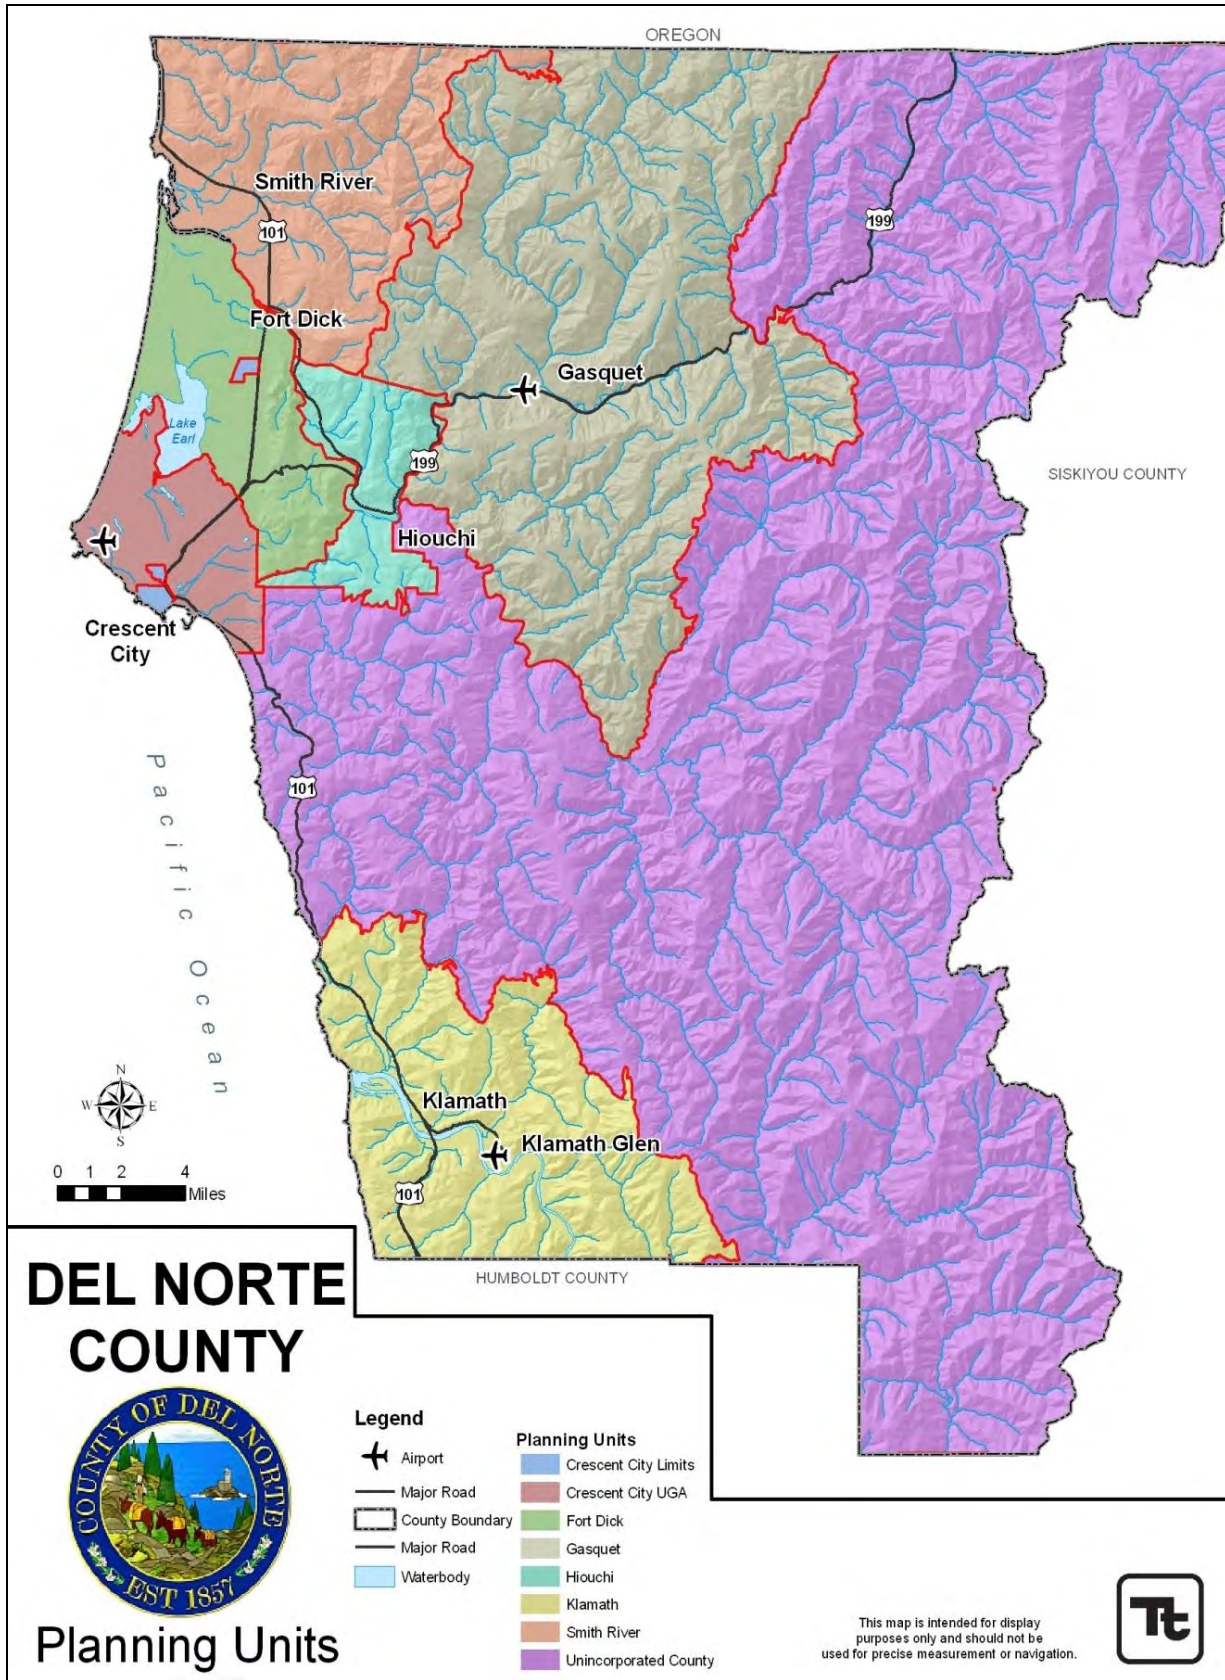 OREGON
Smith River
101
199
Fort Dick
Gasquet
Lake
Earl
199
SISKIYOU COUNTY
Hiouchi
Crescent
City
Pacific Ocean
101
N
W E
S
Klamath
Klamath Glen
0 1 2 4
Miles
101
HUMBOLDT COUNTY
DEL NORTE
COUNTY
COUNTY OF DEL NORTE
EST 1857
Planning Units
Legend
Airport
Major Road
County Boundary
Major Road
Waterbody
Planning Units
Crescent City Limits
Crescent City UGA
Fort Dick
Gasquet
Hiouchi
Klamath
Smith River
Unincorporated County
This map is intended for display
purposes only and should not be
used for precise measurement or navigation.
Tt